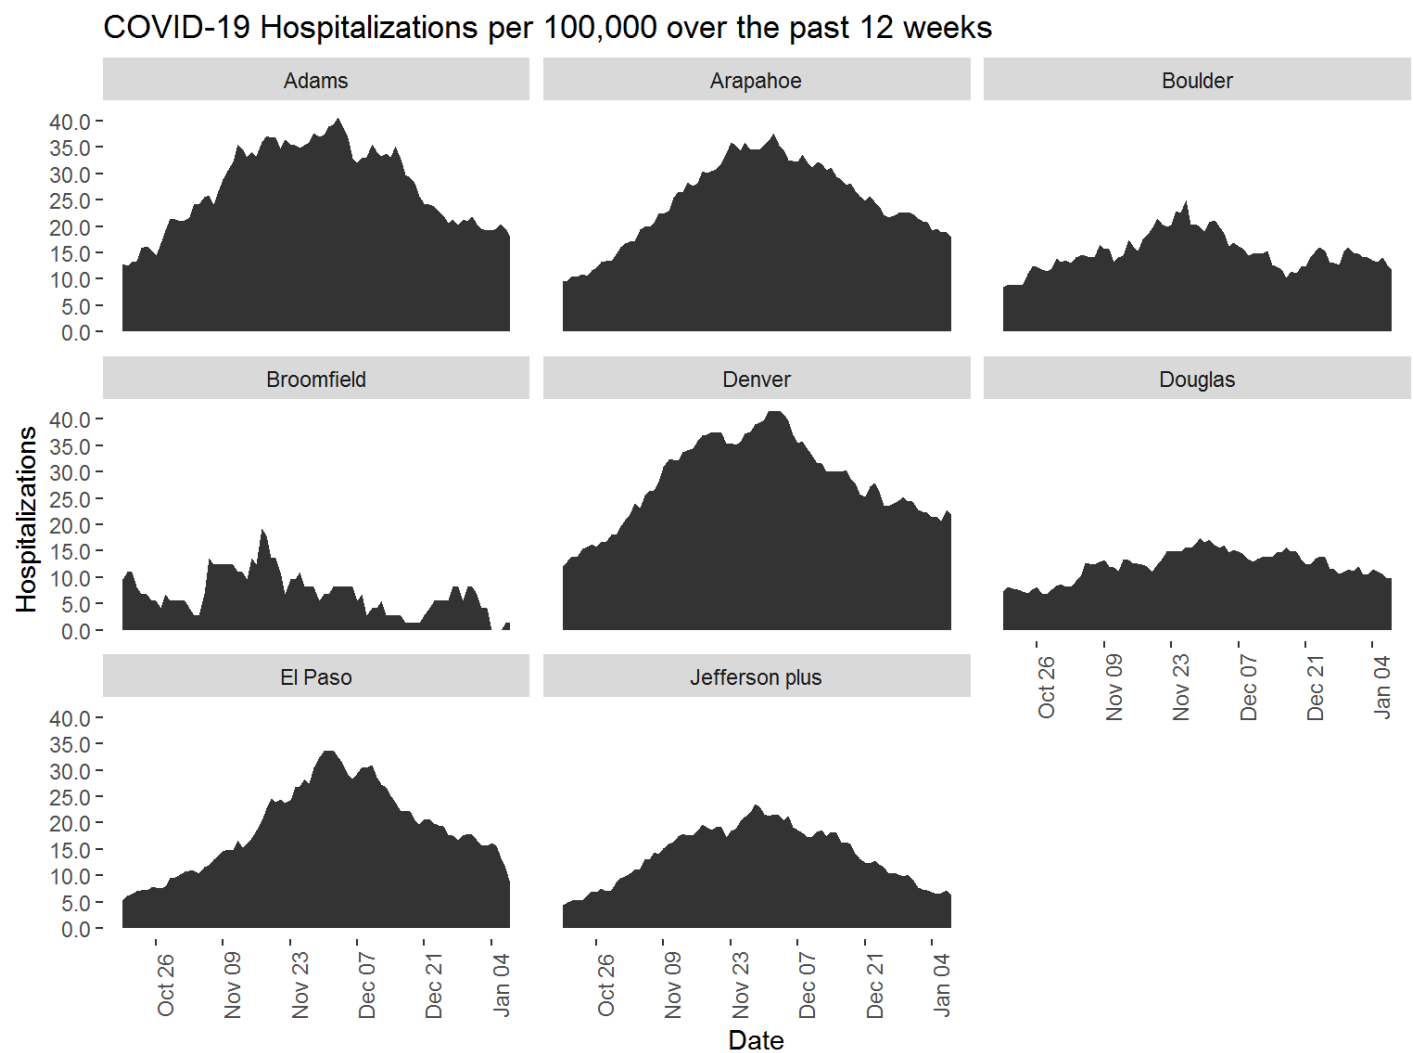 COVID-19 Hospitalizations per 100,000 over the past 12 weeks
Adams
Arapahoe
Boulder
40.0
35.0
30.0
25.0
20.0
15.0
10.0
5.0
0.0
Broomfield
Denver
Douglas
Hospitalizations
40.0
35.0
30.0
25.0
20.0
15.0
10.0
5.0
0.0
Oct 26
Nov 09
Nov 23
Dec 07
Dec 21
Jan 04
El Paso
Jefferson plus
40.0
35.0
30.0
25.0
20.0
15.0
10.0
5.0
0.0
Oct 26
Nov 09
Nov 23
Dec 07
Dec 21
Jan 04
Oct 26
Nov 09
Nov 23
Dec 07
Dec 21
Jan 04
Date